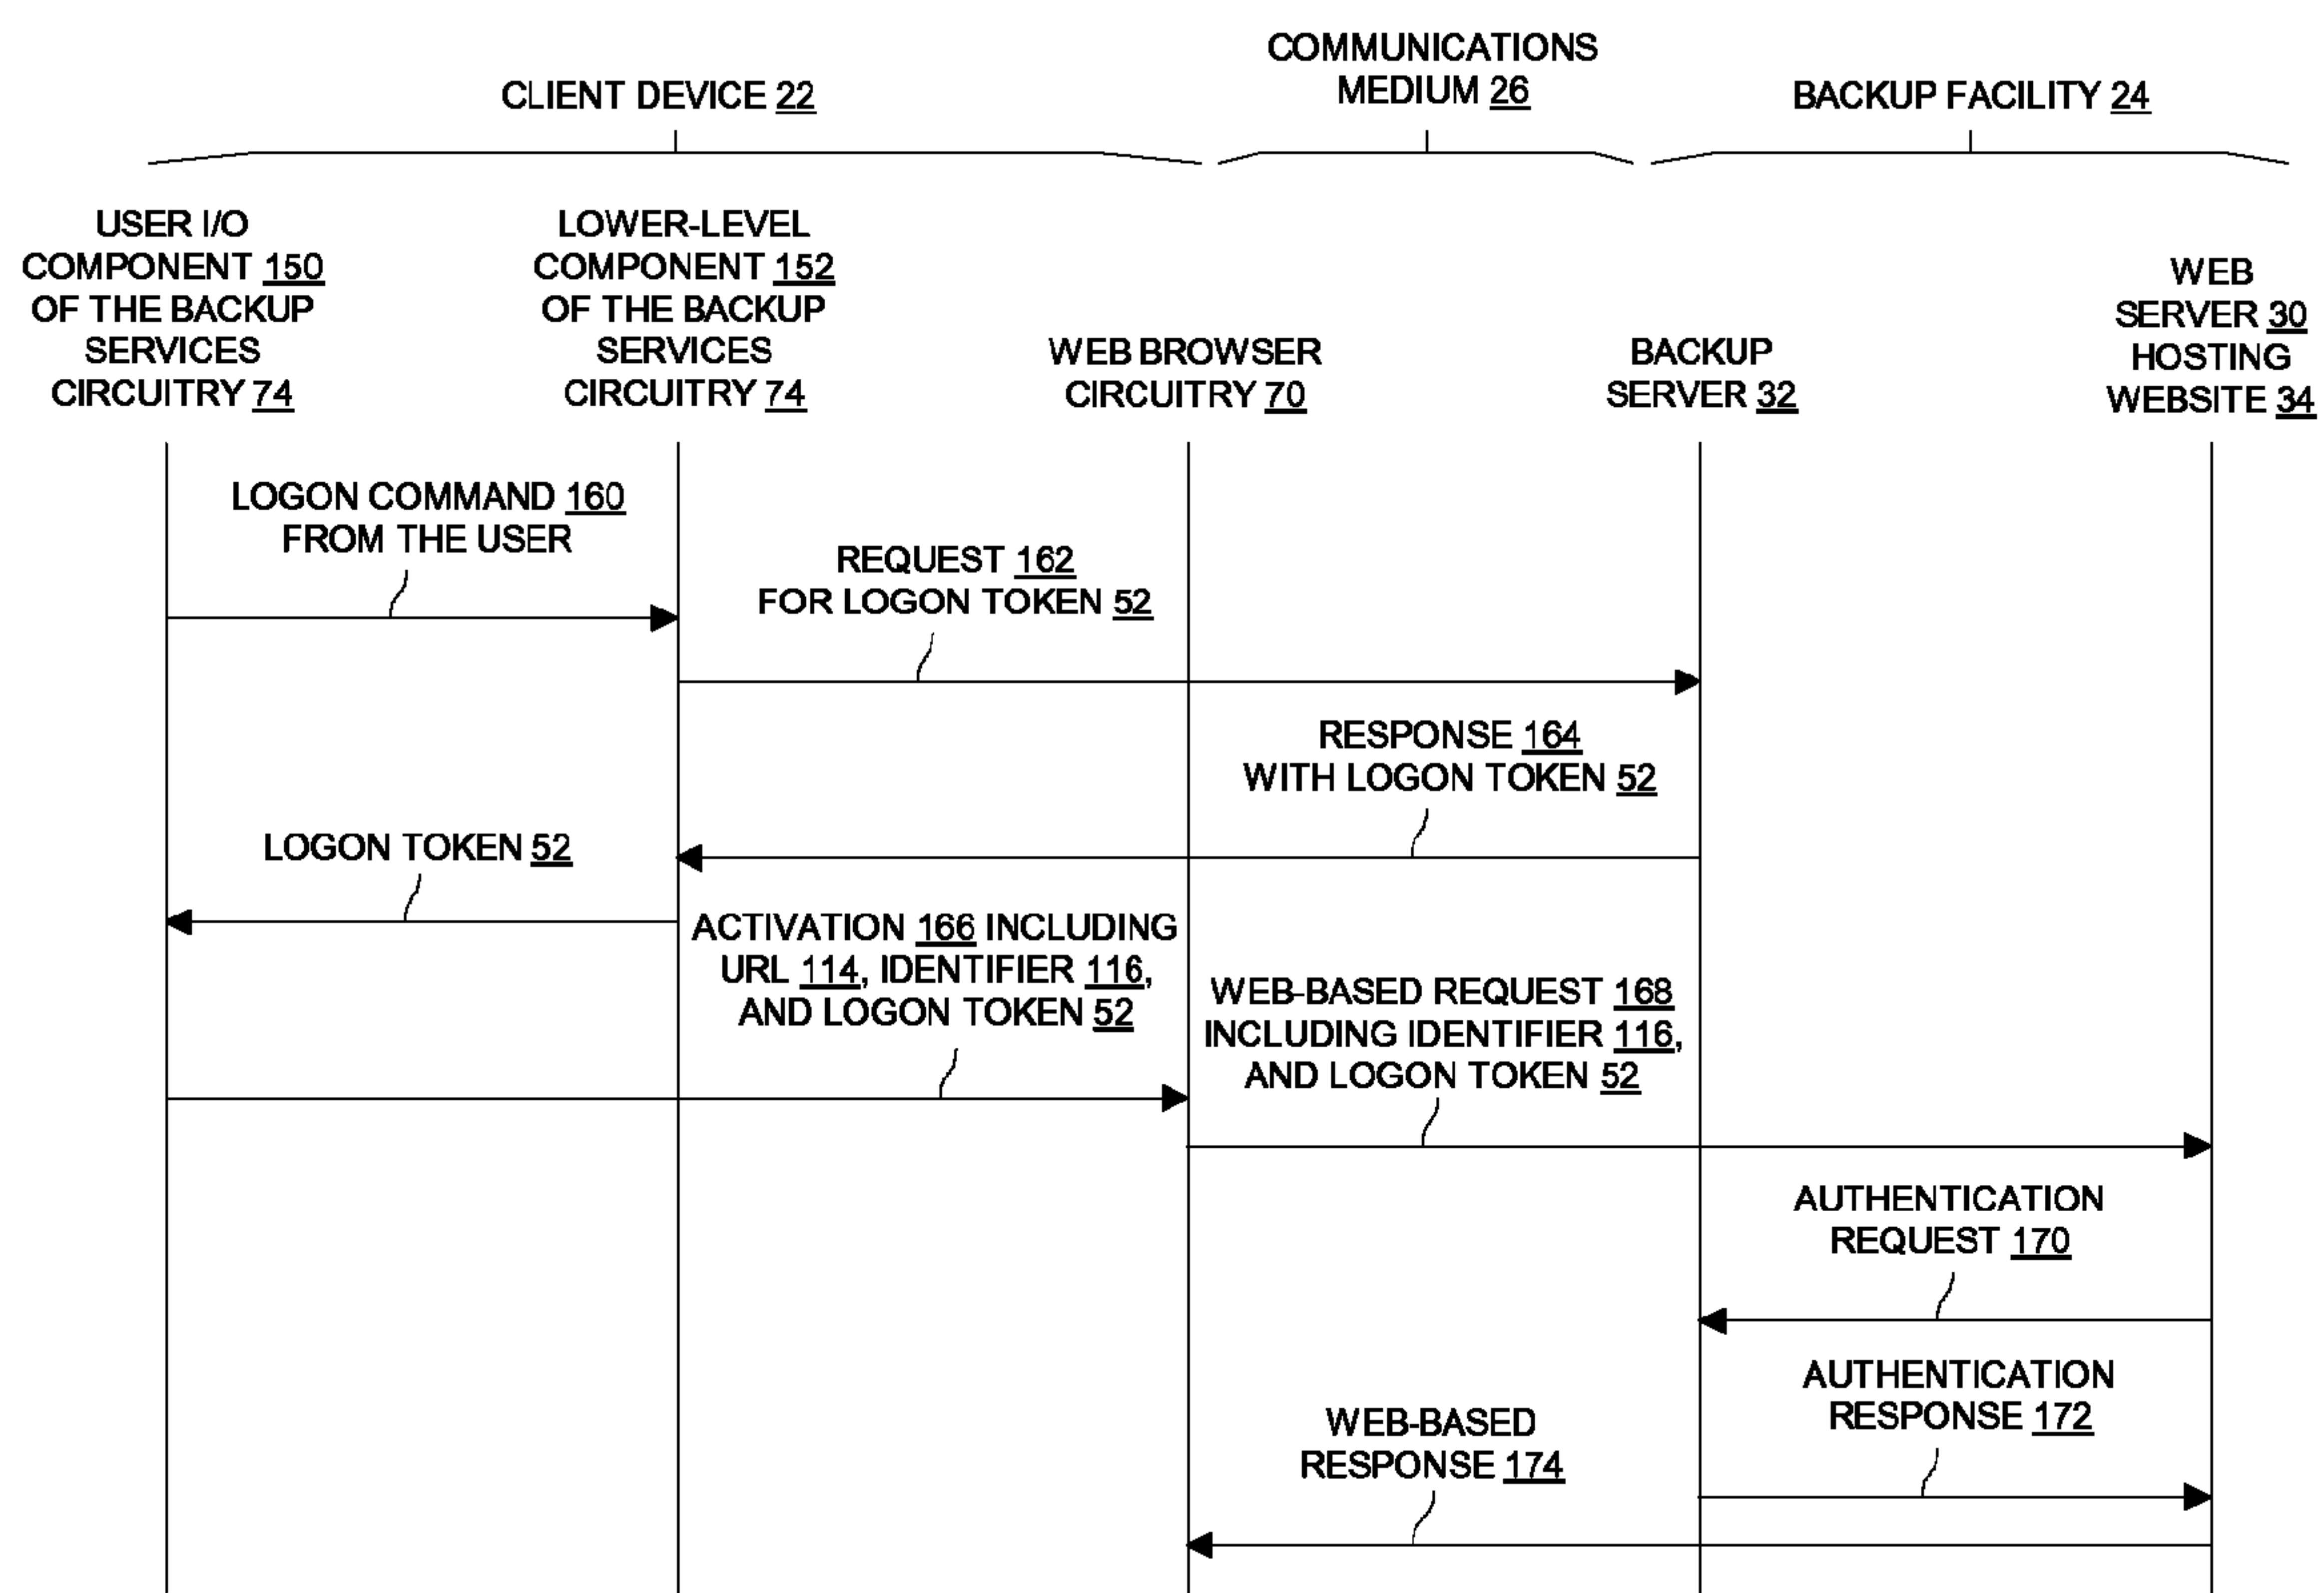 COMMUNICATIONS
MEDIUM 26
CLIENT DEVICE 22
BACKUP FACILITY 24
USER I/O
COMPONENT 150
OF THE BACKUP
SERVICES
CIRCUITRY 74
LOWER-LEVEL
COMPONENT 152
OF THE BACKUP
SERVICES
CIRCUITRY 74
WEB BROWSER
CIRCUITRY 70
BACKUP
SERVER 32
WEB
SERVER 30
HOSTING
WEBSITE 34
LOGON COMMAND 160
FROM THE USER
REQUEST 162
FOR LOGON TOKEN 52
RESPONSE 164
WITH LOGON TOKEN 52
LOGON TOKEN 52
ACTIVATION 166 INCLUDING
URL 114, IDENTIFIER 116,
AND LOGON TOKEN 52
WEB-BASED REQUEST 168
INCLUDING IDENTIFIER 116,
AND LOGON TOKEN 52
AUTHENTICATION
REQUEST 170
AUTHENTICATION
RESPONSE 172
WEB-BASED
RESPONSE 174